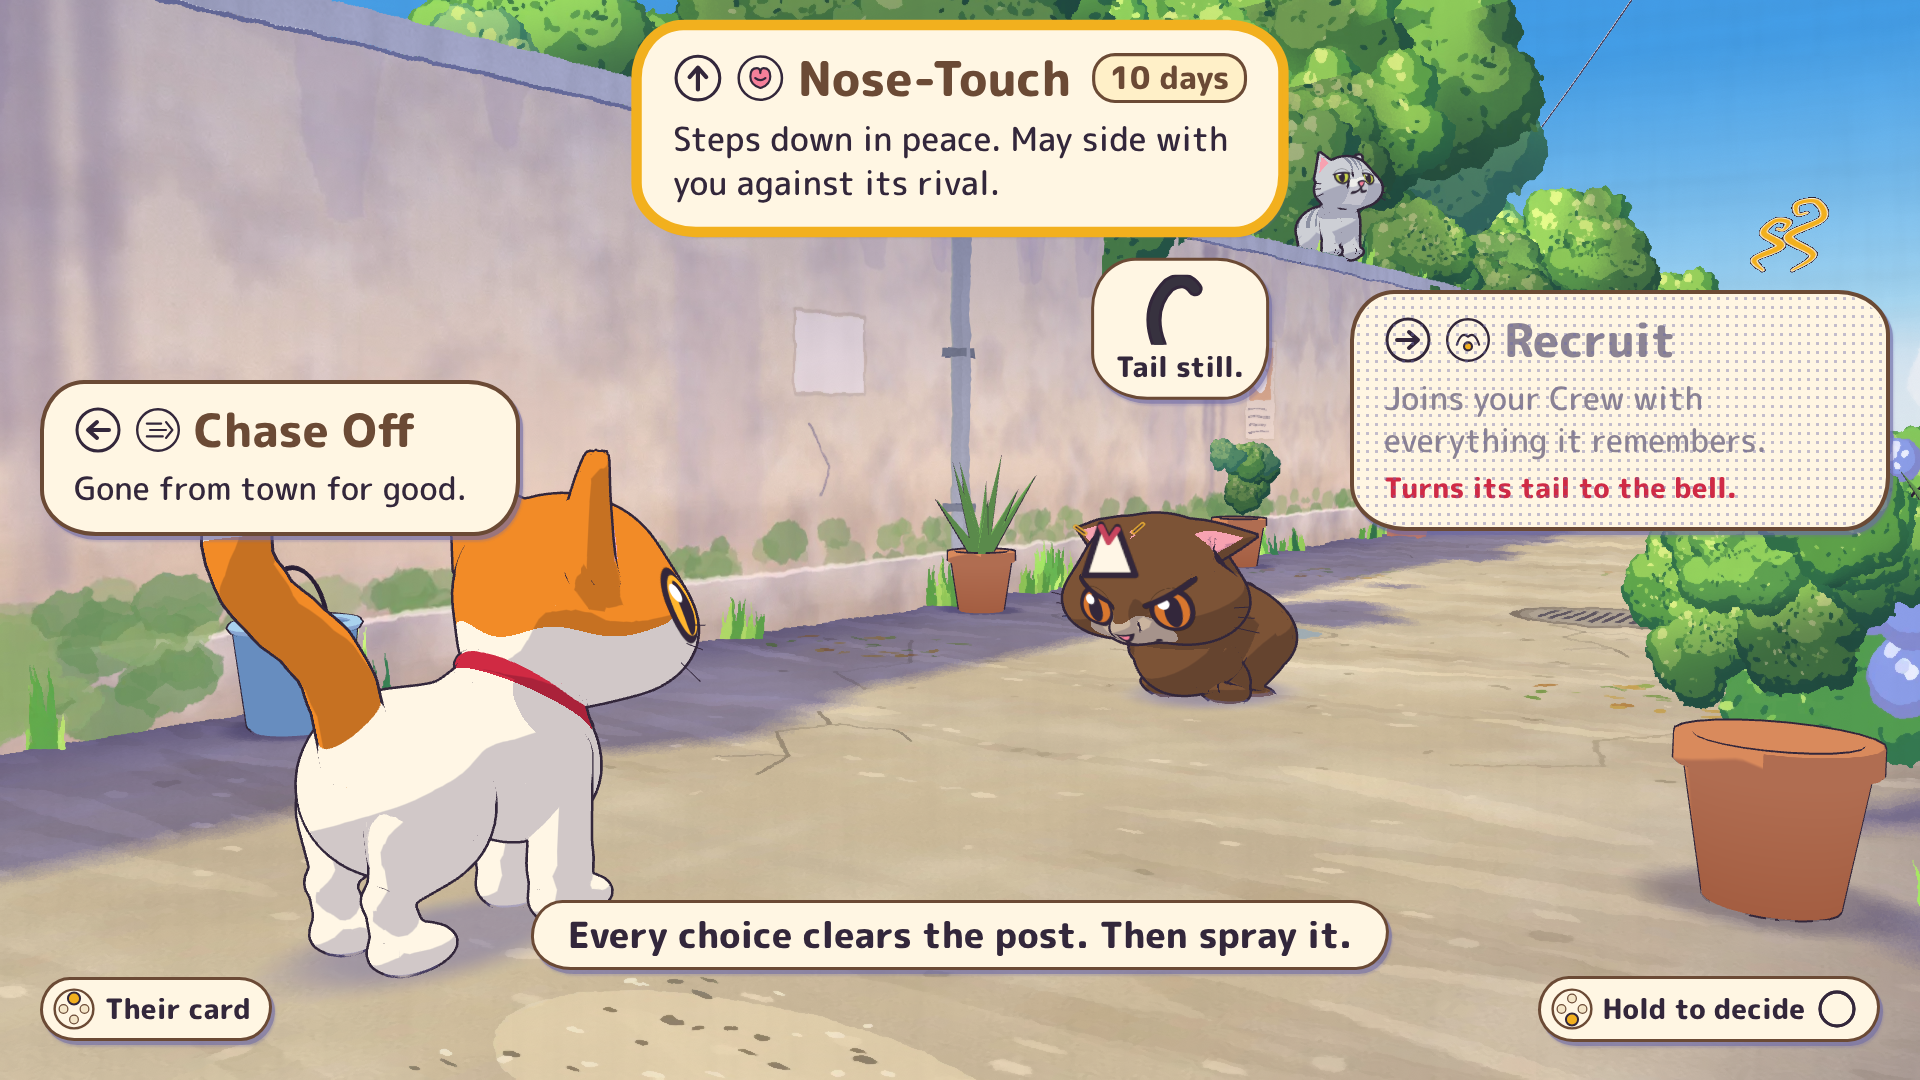 Nose-Touch
10 days
Steps down in peace. May side with
you against its rival.
Tail still.
Recruit
Joins your Crew with
everything it remembers.
Turns its tail to the bell.
Chase Off
Gone from town for good.
Every choice clears the post. Then spray it.
Their card
Hold to decide